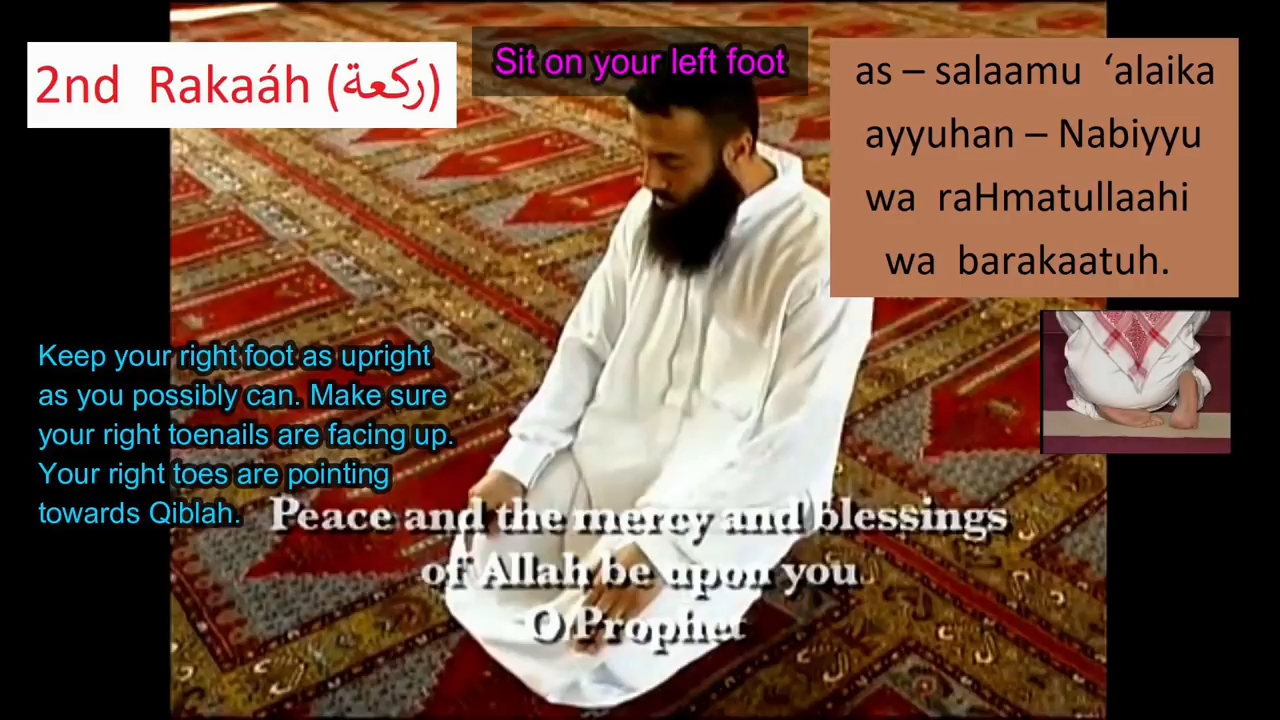 2nd Rakaáh (ركعة)
Sit on your left foot
as – salaamu ‘alaika
ayyuhan – Nabiyyu
wa raHmatullaahi
wa barakaatuh.
Keep your right foot as upright
as you possibly can. Make sure
your right toenails are facing up.
Your right toes are pointing
towards Qiblah.
Peace and the mercy and blessings
of Allah be upon you
O Prophet